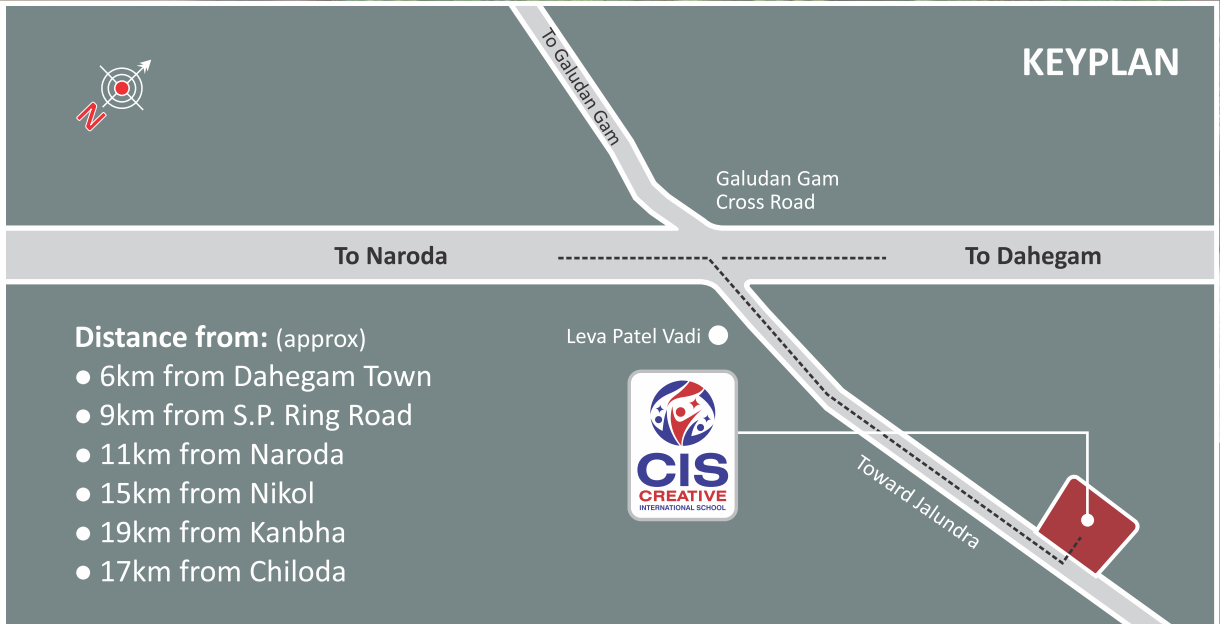 KEYPLAN
N
To Galudan Gam
Galudan Gam
Cross Road
To Naroda
To Dahegam
Leva Patel Vadi
Distance from: (approx)
● 6km from Dahegam Town
● 9km from S.P. Ring Road
● 11km from Naroda
● 15km from Nikol
● 19km from Kanbha
● 17km from Chiloda
CIS
CREATIVE
INTERNATIONAL SCHOOL
Toward Jalundra